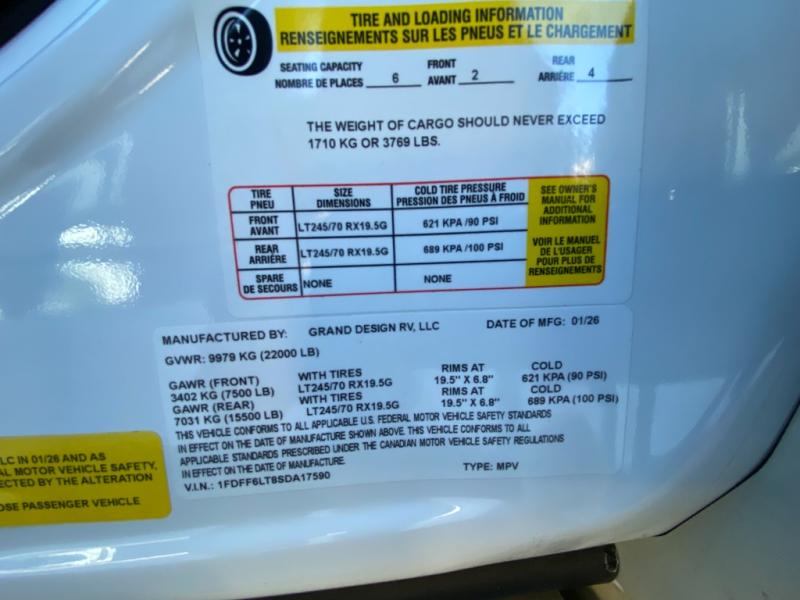 TIRE AND LOADING INFORMATION
RENSEIGNEMENTS SUR LES PNEUS ET LE CHARGEMENT
SEATING CAPACITY
NOMBRE DE PLACES 6
FRONT
AVANT 2
REAR
ARRIÈRE 4
THE WEIGHT OF CARGO SHOULD NEVER EXCEED
1710 KG OR 3769 LBS.
TIRE
PNEU
SIZE
DIMENSIONS
COLD TIRE PRESSURE
PRESSION DES PNEUS À FROID
FRONT
AVANT
LT245/70 RX19.5G
621 KPA /90 PSI
REAR
ARRIÈRE
LT245/70 RX19.5G
689 KPA /100 PSI
SPARE
DE SECOURS
NONE
NONE
SEE OWNER'S
MANUAL FOR
ADDITIONAL
INFORMATION
VOIR LE MANUEL
DE L'USAGER
POUR PLUS DE
RENSEIGNEMENTS
MANUFACTURED BY: GRAND DESIGN RV, LLC DATE OF MFG: 01/26
GVWR: 9979 KG (22000 LB)
GAWR (FRONT) WITH TIRES RIMS AT COLD
3402 KG (7500 LB) LT245/70 RX19.5G 19.5" X 6.8" 621 KPA (90 PSI)
GAWR (REAR) WITH TIRES RIMS AT COLD
7031 KG (15500 LB) LT245/70 RX19.5G 19.5" X 6.8" 689 KPA (100 PSI)
THIS VEHICLE CONFORMS TO ALL APPLICABLE U.S. FEDERAL MOTOR VEHICLE SAFETY STANDARDS
IN EFFECT ON THE DATE OF MANUFACTURE SHOWN ABOVE. THIS VEHICLE CONFORMS TO ALL
APPLICABLE STANDARDS PRESCRIBED UNDER THE CANADIAN MOTOR VEHICLE SAFETY REGULATIONS
IN EFFECT ON THE DATE OF MANUFACTURE.
V.I.N.: 1FDFF6LT8SDA17590 TYPE: MPV
LC IN 01/26 AND AS
AL MOTOR VEHICLE SAFETY,
ECTED BY THE ALTERATION
OSE PASSENGER VEHICLE